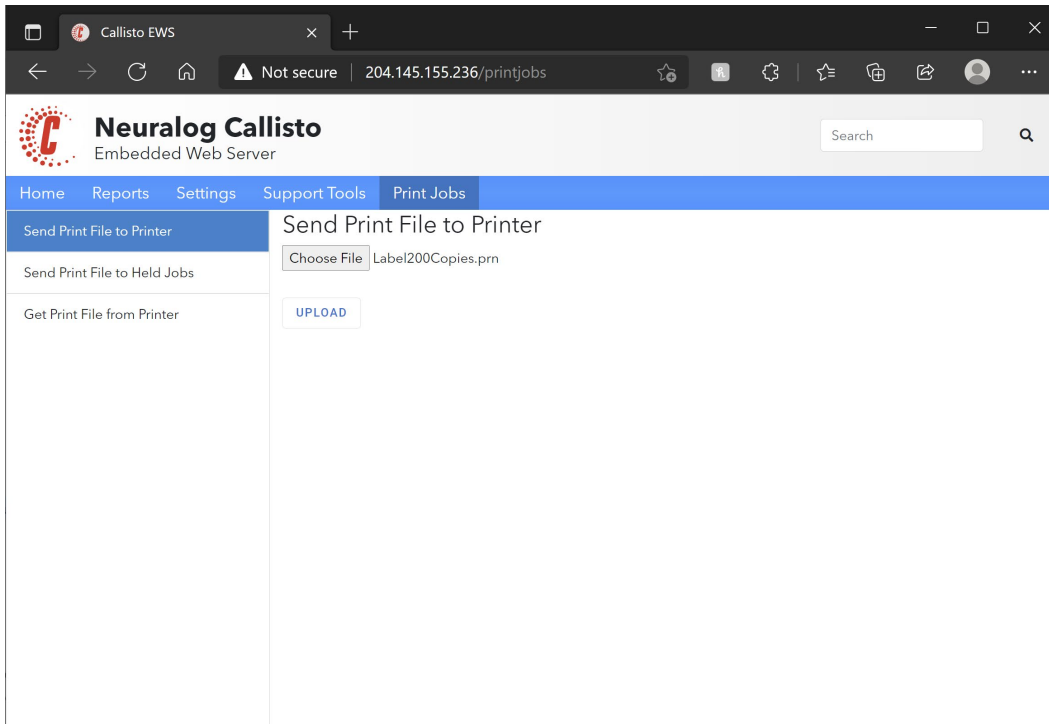 Callisto EWS
Not secure | 204.145.155.236/printjobs
Neuralog Callisto
Embedded Web Server
Search
Home Reports Settings Support Tools Print Jobs
Send Print File to Printer
Send Print File to Held Jobs
Get Print File from Printer
Send Print File to Printer
Choose File Label200Copies.prn
UPLOAD